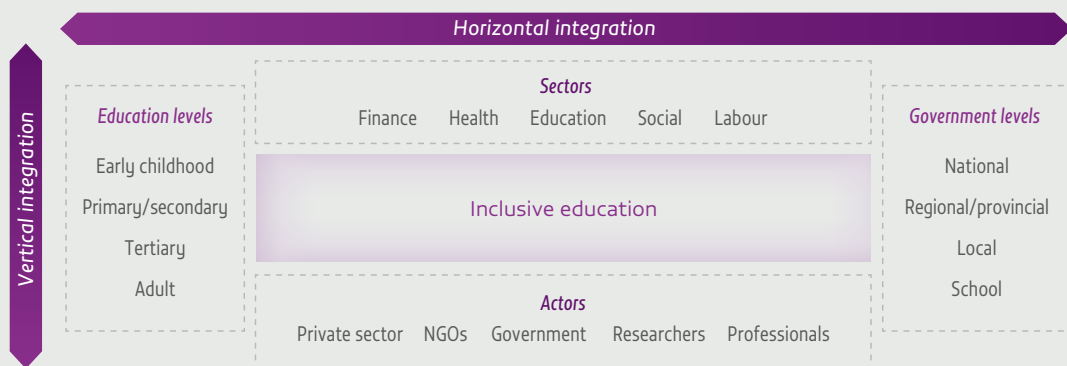 Horizontal integration
Vertical integration
Education levels
Early childhood
Primary/secondary
Tertiary
Adult
Sectors
Finance Health Education Social Labour
Inclusive education
Actors
Private sector NGOs Government Researchers Professionals
Government levels
National
Regional/provincial
Local
School